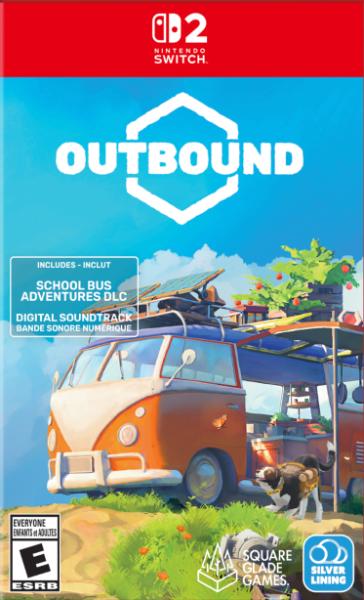 2
NINTENDO
SWITCH
OUTBOUND
INCLUDES - INCLUT
SCHOOL BUS
ADVENTURES DLC
DIGITAL SOUNDTRACK
BANDE SONORE NUMÉRIQUE
EVERYONE
ENFANTS et ADULTES
E
ESRB
SQUARE
GLADE
GAMES.
SILVER
LINING